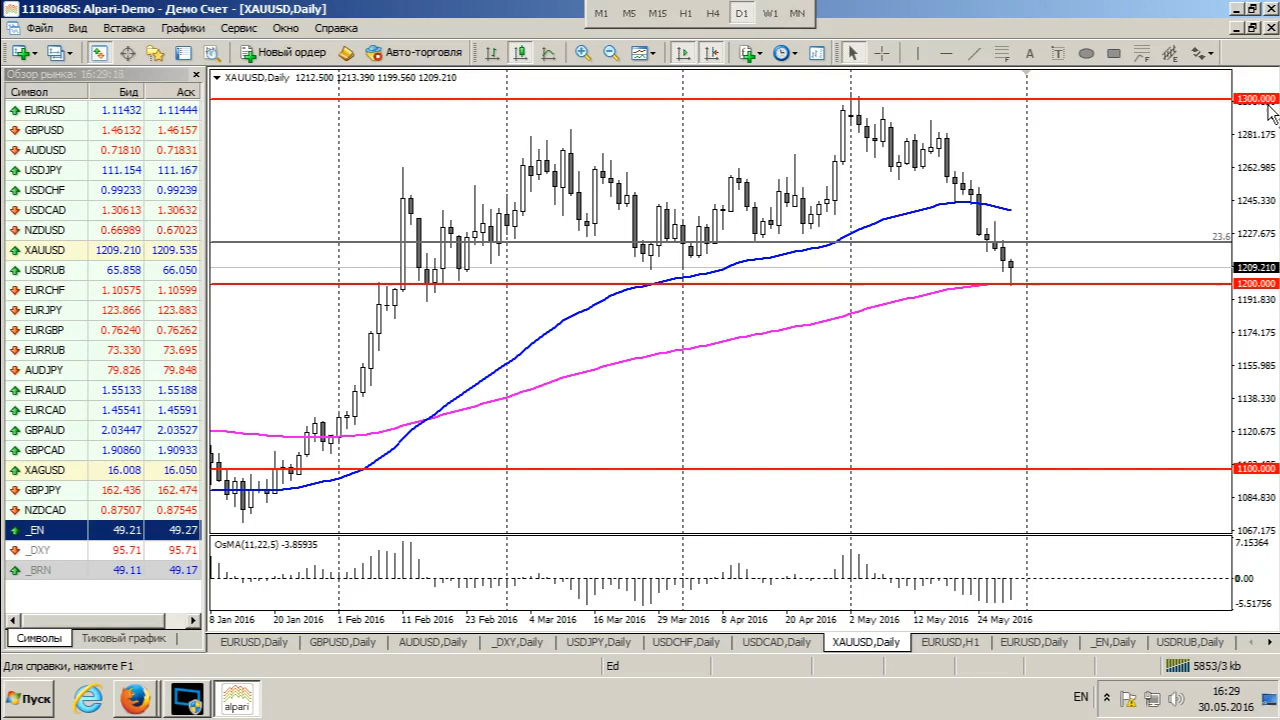 11180685: Alpari-Demo - Демо Счет - [XAUUSD,Daily]
M1 M5 M15 H1 H4 D1 W1 MN
Файл Вид Вставка Графики Сервис Окно Справка
Новый ордер Авто-торговля
Обзор рынка: 16:29:18
Символ Бид Аск
EURUSD 1.11432 1.11444
GBPUSD 1.46132 1.46157
AUDUSD 0.71810 0.71831
USDJPY 111.154 111.167
USDCHF 0.99233 0.99239
USDCAD 1.30613 1.30632
NZDUSD 0.66989 0.67023
XAUUSD 1209.210 1209.535
USDRUB 65.858 66.050
EURCHF 1.10575 1.10599
EURJPY 123.866 123.883
EURGBP 0.76240 0.76262
EURRUB 73.330 73.695
AUDJPY 79.826 79.848
EURAUD 1.55133 1.55188
EURCAD 1.45541 1.45591
GBPAUD 2.03447 2.03527
GBPCAD 1.90860 1.90933
XAGUSD 16.008 16.050
GBPJPY 162.436 162.474
NZDCAD 0.87507 0.87545
_EN 49.21 49.27
_DXY 95.71 95.71
_BRN 49.11 49.17
Символы Тиковый график
XAUUSD,Daily 1212.500 1213.390 1199.560 1209.210
1300.000
1281.175
1262.985
1245.330
23.6
1227.675
1209.210
1200.000
1191.830
1174.175
1155.985
1138.330
1120.675
1100.000
1084.830
1067.175
OsMA(11,22,5) -3.85935
7.15364
0.00
-5.51756
8 Jan 2016 20 Jan 2016 1 Feb 2016 11 Feb 2016 23 Feb 2016 4 Mar 2016 16 Mar 2016 29 Mar 2016 8 Apr 2016 20 Apr 2016 2 May 2016 12 May 2016 24 May 2016
EURUSD,Daily GBPUSD,Daily AUDUSD,Daily _DXY,Daily USDJPY,Daily USDCHF,Daily USDCAD,Daily XAUUSD,Daily EURUSD,H1 EURUSD,Daily _EN,Daily USDRUB,Daily
Для справки, нажмите F1 Ed 5853/3 kb
Пуск alpari EN 16:29
30.05.2016